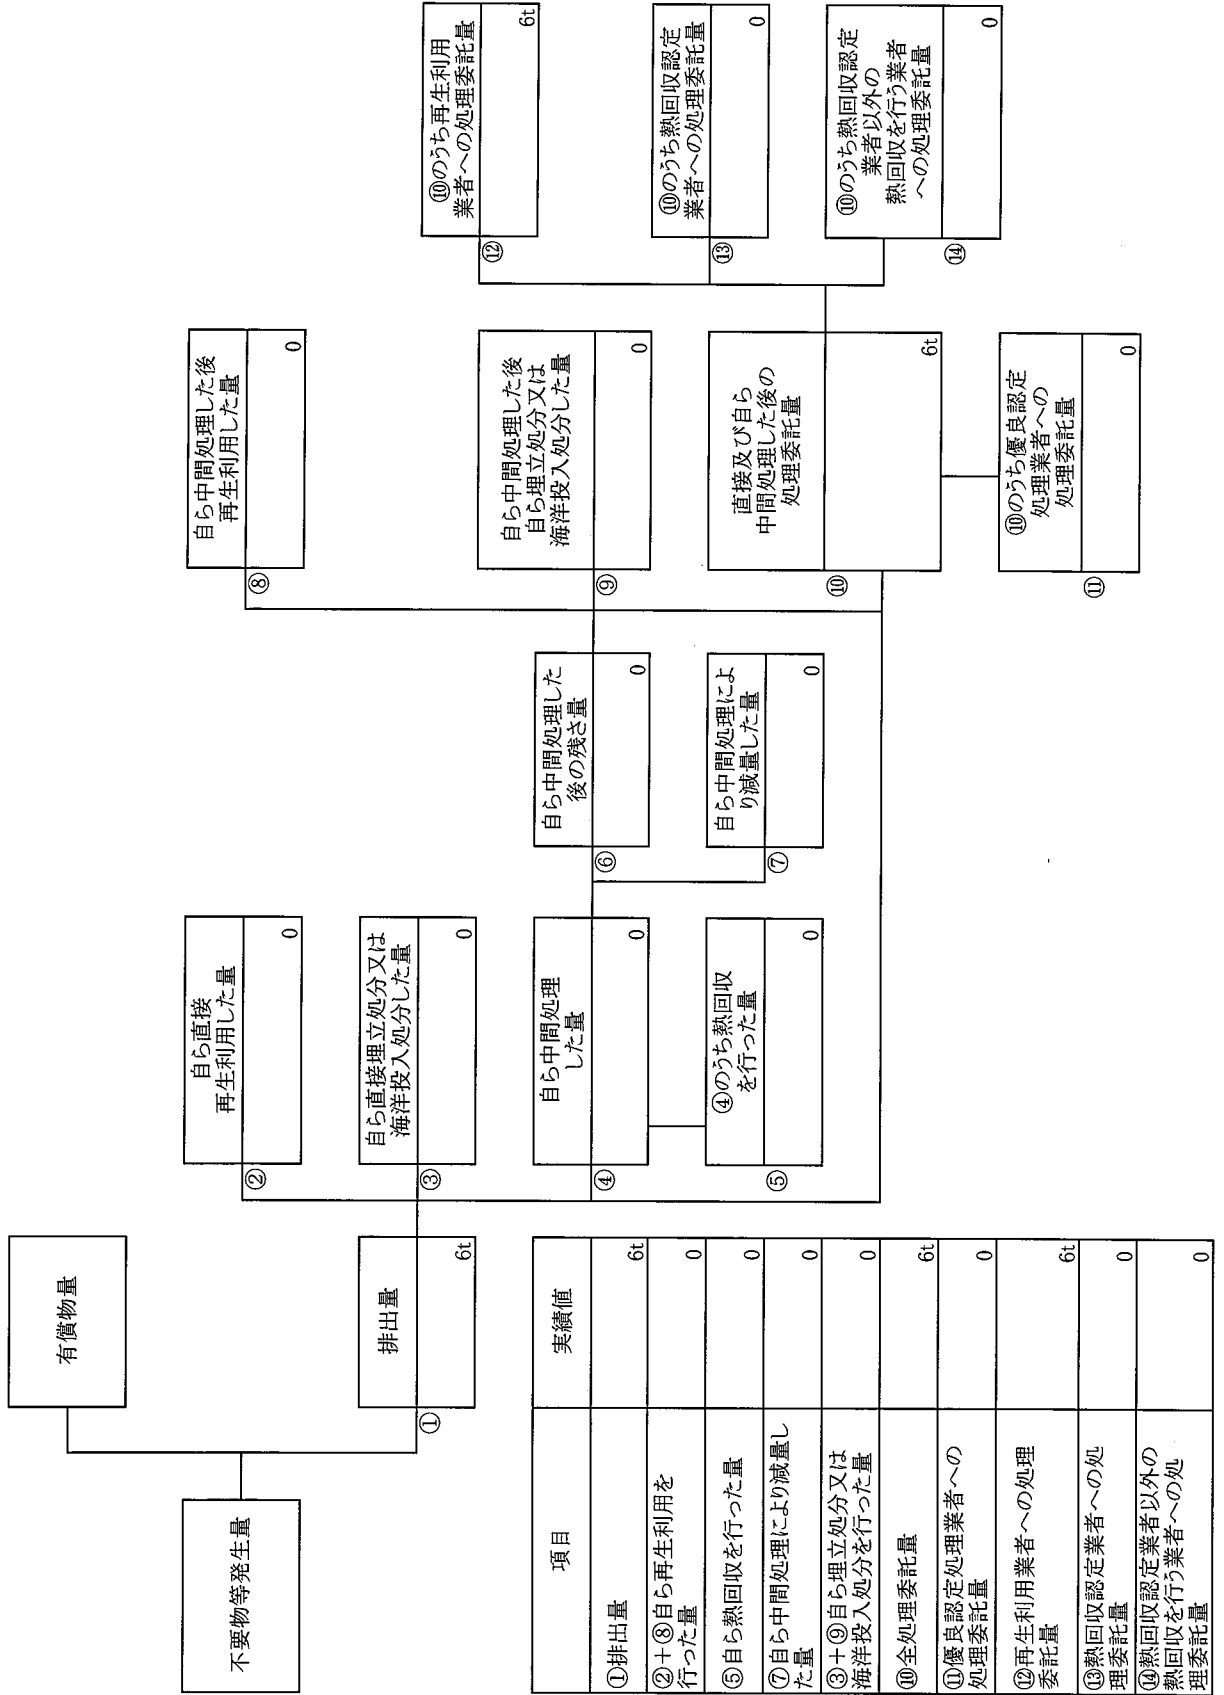 不要物等発生量
有償物量
①
排出量
6t
②
自ら直接
再生利用した量
0
③
自ら直接埋立処分又は
海洋投入処分した量
0
④
自ら中間処理
した量
0
⑤
④のうち熱回収
を行った量
0
⑥
自ら中間処理した
後の残さ量
0
⑦
自ら中間処理によ
り減量した量
0
⑧
自ら中間処理した後
再生利用した量
0
⑨
自ら中間処理した後
自ら埋立処分又は
海洋投入処分した量
0
⑩
直接及び自ら
中間処理した後の
処理委託量
6t
⑪
⑩のうち優良認定
処理業者への
処理委託量
0
⑫
⑩のうち再生利用
業者への処理委託量
6t
⑬
⑩のうち熱回収認定
業者への処理委託量
0
⑭
⑩のうち熱回収認定
業者以外の
熱回収を行う業者
への処理委託量
0
項目 実績値
①排出量 6t
②+⑧自ら再生利用を
行った量 0
⑤自ら熱回収を行った量 0
⑦自ら中間処理により減量し
た量 0
③+⑨自ら埋立処分又は
海洋投入処分を行った量 0
⑩全処理委託量 6t
⑪優良認定処理業者への
処理委託量 0
⑫再生利用業者への処理
委託量 6t
⑬熱回収認定業者への処
理委託量 0
⑭熱回収認定業者以外の
熱回収を行う業者への処
理委託量 0